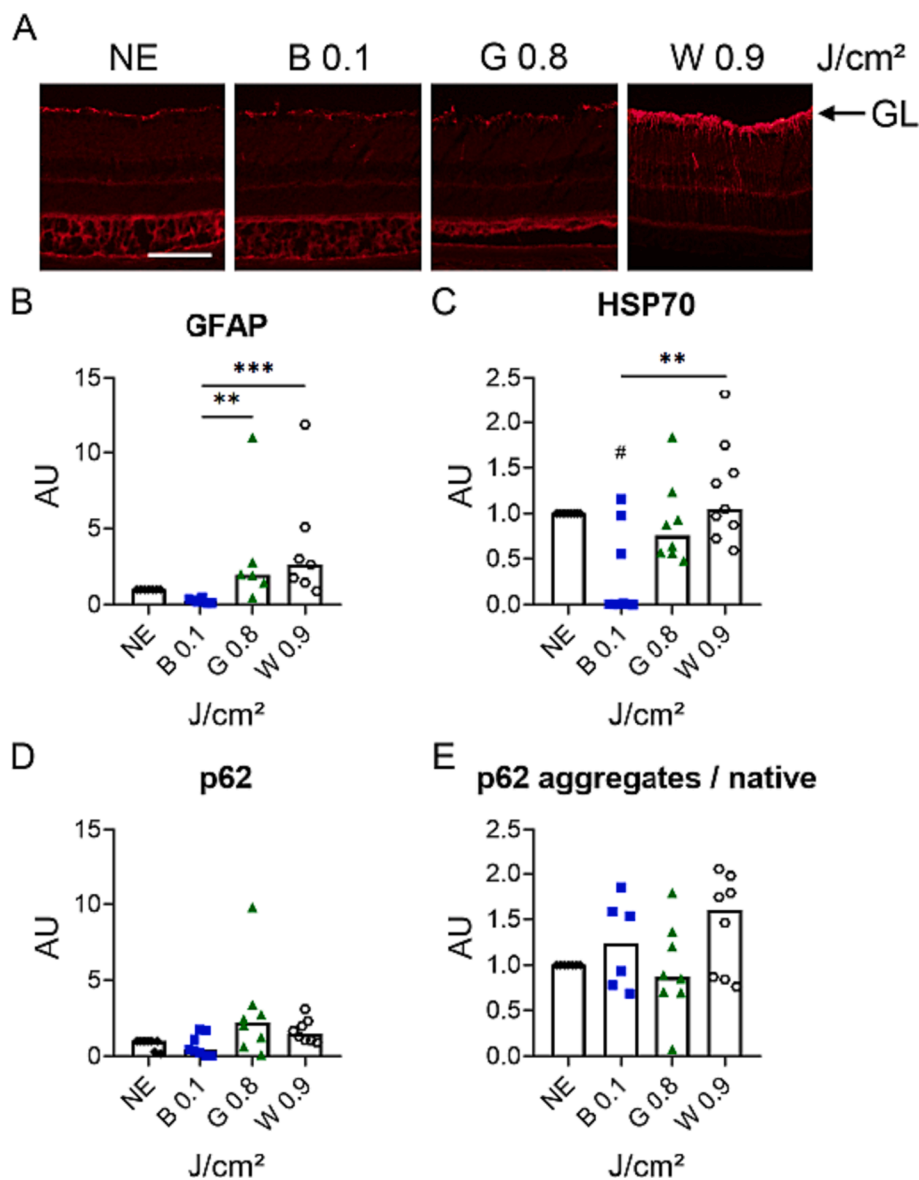 A
NE B 0.1 G 0.8 W 0.9 J/cm²
GL
B GFAP
15
10
5
0
AU
*** 
**
NE B 0.1 G 0.8 W 0.9
J/cm²
C HSP70
2.5
2.0
1.5
1.0
0.5
0.0
AU
**
#
NE B 0.1 G 0.8 W 0.9
J/cm²
D p62
15
10
5
0
AU
NE B 0.1 G 0.8 W 0.9
J/cm²
E p62 aggregates / native
2.5
2.0
1.5
1.0
0.5
0.0
AU
NE B 0.1 G 0.8 W 0.9
J/cm²